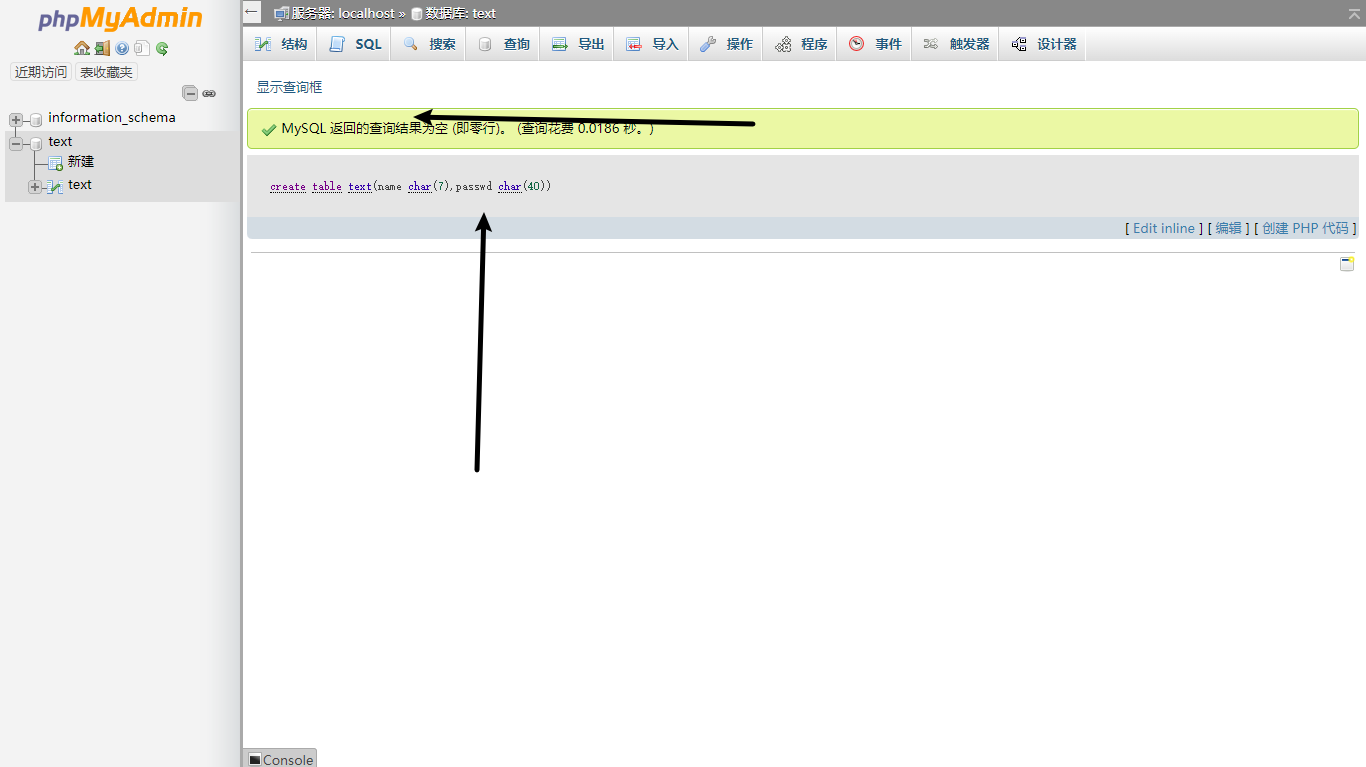 phpMyAdmin
近期访问 表收藏夹
information_schema
text
新建
text
服务器: localhost » 数据库: text
结构 SQL 搜索 查询 导出 导入 操作 程序 事件 触发器 设计器
显示查询框
MySQL 返回的查询结果为空 (即零行)。 (查询花费 0.0186 秒。)
create table text(name char(7),passwd char(40))
[ Edit inline ] [ 编辑 ] [ 创建 PHP 代码 ]
Console